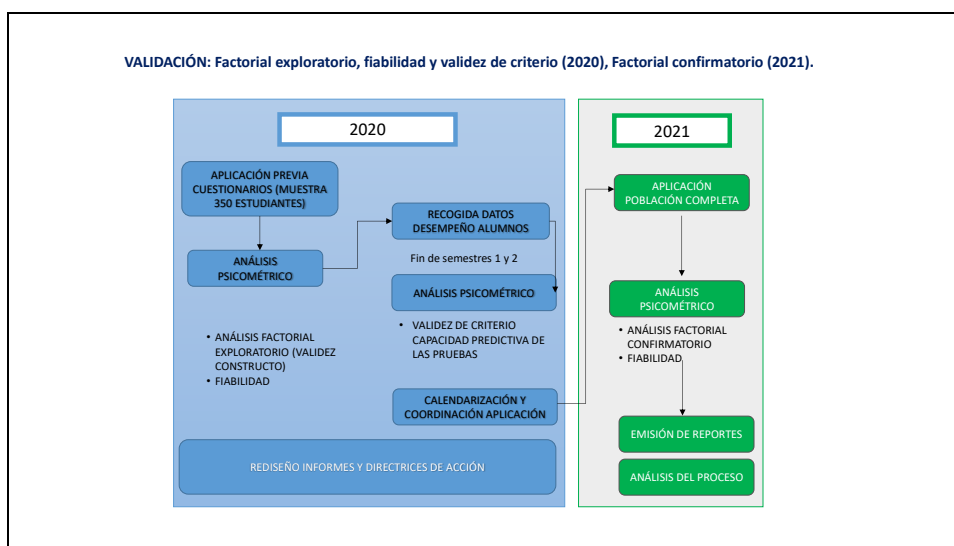 VALIDACIÓN: Factorial exploratorio, fiabilidad y validez de criterio (2020), Factorial confirmatorio (2021).
2020
APLICACIÓN PREVIA
CUESTIONARIOS (MUESTRA
350 ESTUDIANTES)
ANÁLISIS
PSICOMÉTRICO
• ANÁLISIS FACTORIAL
EXPLORATORIO (VALIDEZ
CONSTRUCTO)
• FIABILIDAD
RECOGIDA DATOS
DESEMPEÑO ALUMNOS
Fin de semestres 1 y 2
ANÁLISIS PSICOMÉTRICO
• VALIDEZ DE CRITERIO
CAPACIDAD PREDICTIVA DE
LAS PRUEBAS
CALENDARIZACIÓN Y
COORDINACIÓN APLICACIÓN
REDISEÑO INFORMES Y DIRECTRICES DE ACCIÓN
2021
APLICACIÓN
POBLACIÓN COMPLETA
ANÁLISIS
PSICOMÉTRICO
• ANÁLISIS FACTORIAL
CONFIRMATORIO
• FIABILIDAD
EMISIÓN DE REPORTES
ANÁLISIS DEL PROCESO